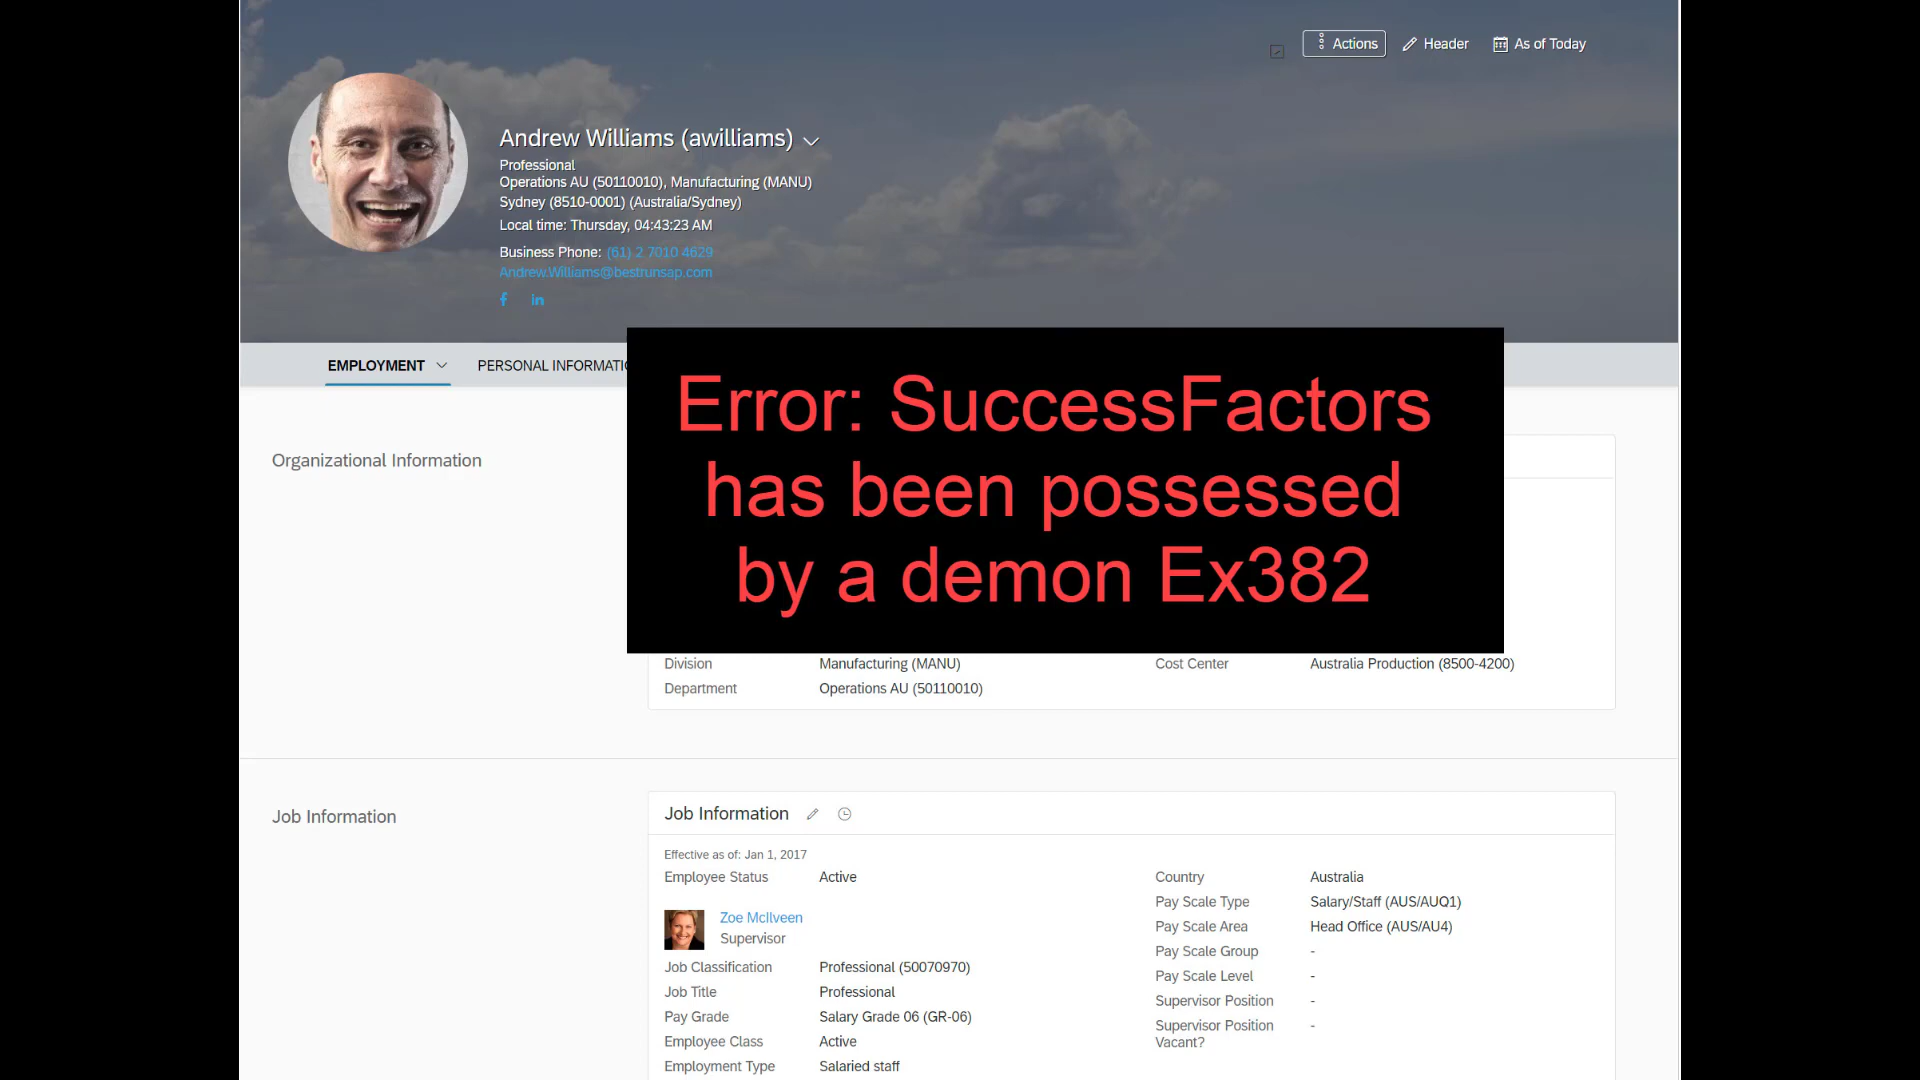 Actions
Header
As of Today
Andrew Williams (awilliams)
Professional
Operations AU (50110010), Manufacturing (MANU)
Sydney (8510-0001) (Australia/Sydney)
Local time: Thursday, 04:43:23 AM
Business Phone: (61) 2 7010 4629
Andrew.Williams@bestrunsap.com
f in
EMPLOYMENT
PERSONAL INFORMATIO
Error: SuccessFactors
has been possessed
by a demon Ex382
Organizational Information
Division Manufacturing (MANU)
Department Operations AU (50110010)
Cost Center Australia Production (8500-4200)
Job Information
Job Information
Effective as of: Jan 1, 2017
Employee Status Active
Zoe McIlveen
Supervisor
Job Classification Professional (50070970)
Job Title Professional
Pay Grade Salary Grade 06 (GR-06)
Employee Class Active
Employment Type Salaried staff
Country Australia
Pay Scale Type Salary/Staff (AUS/AUQ1)
Pay Scale Area Head Office (AUS/AU4)
Pay Scale Group -
Pay Scale Level -
Supervisor Position -
Supervisor Position -
Vacant?